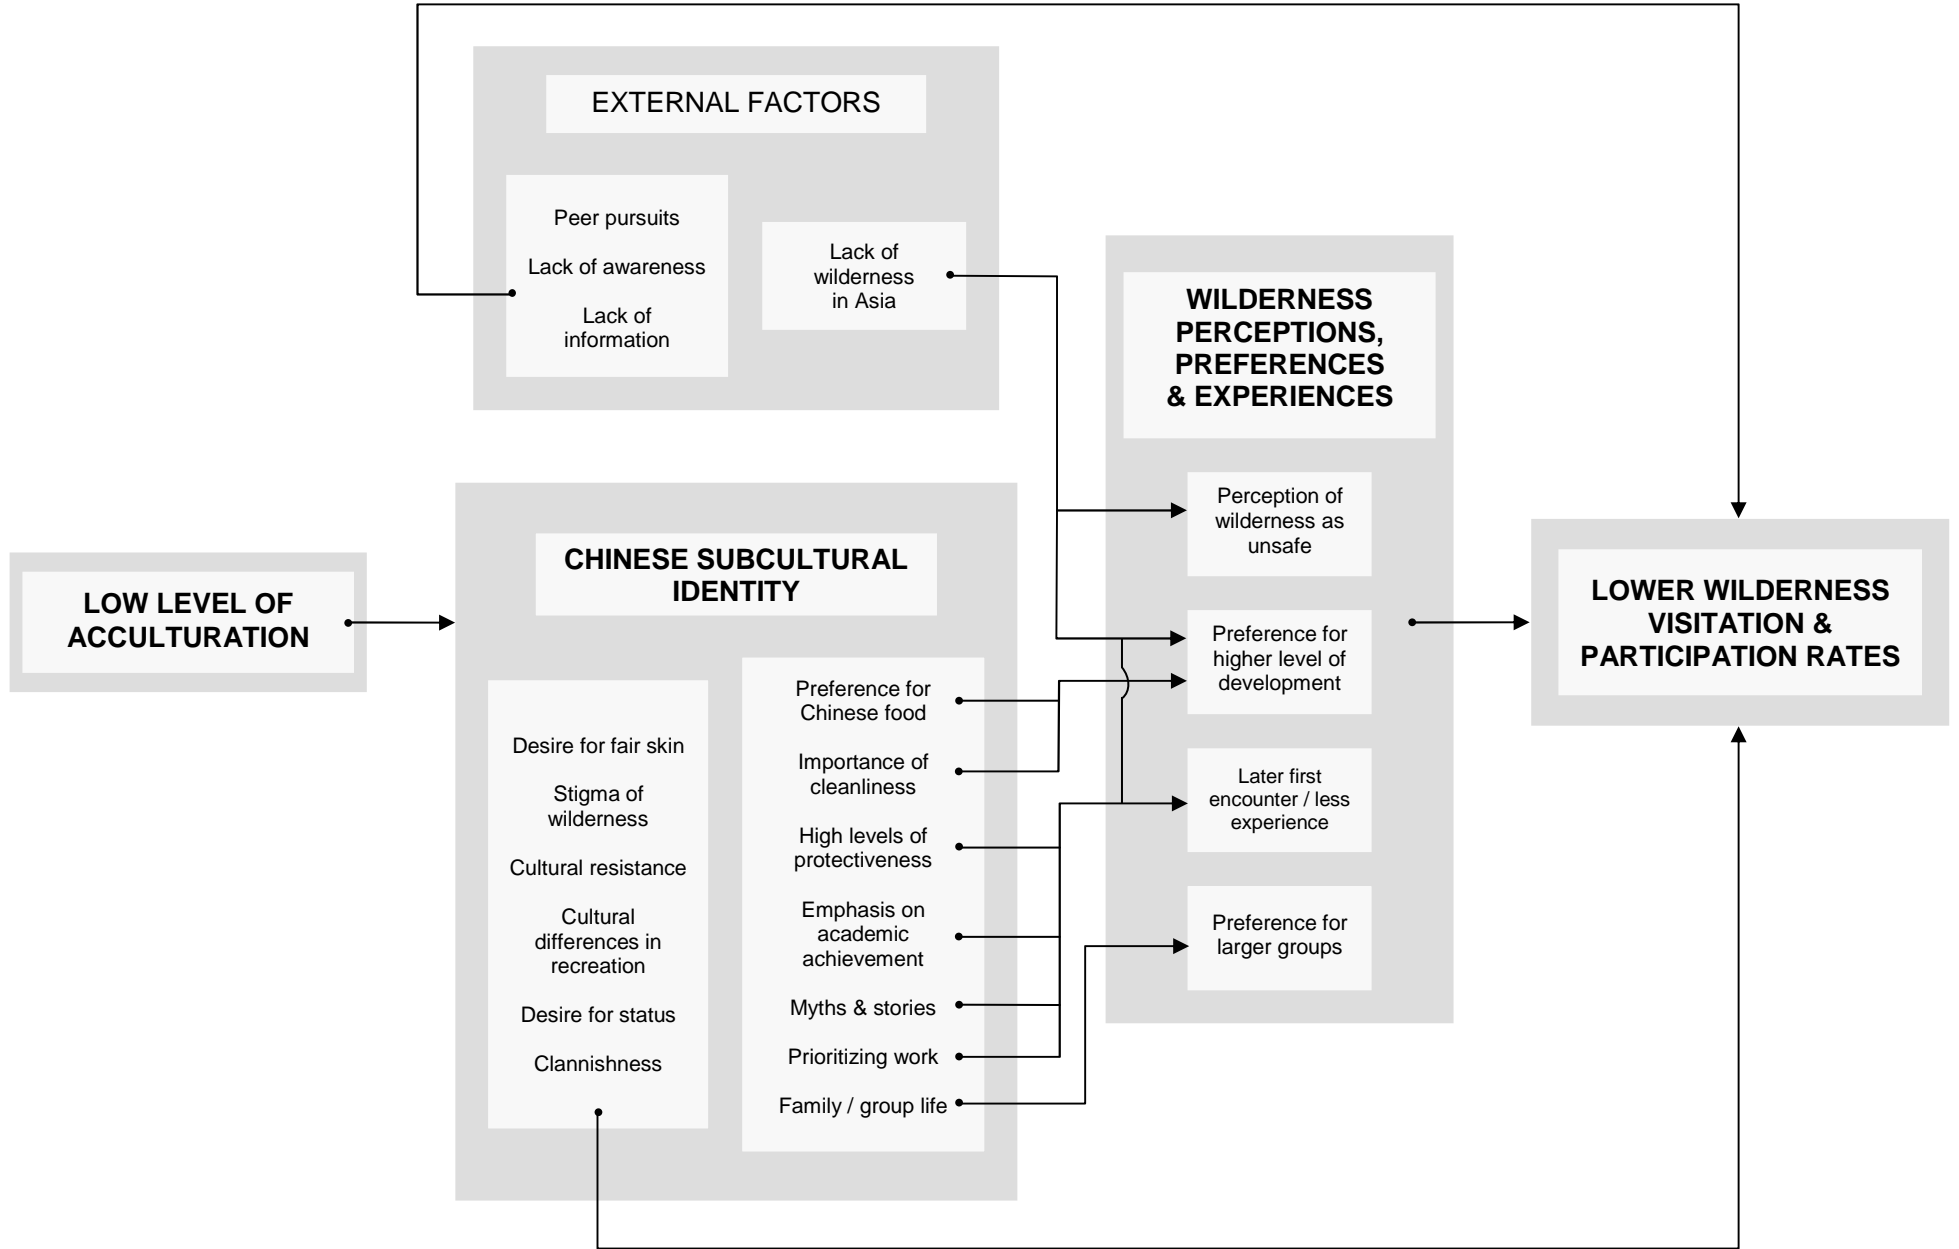 EXTERNAL FACTORS
Peer pursuits
Lack of awareness
Lack of
information
Lack of
wilderness
in Asia
LOW LEVEL OF
ACCULTURATION
CHINESE SUBCULTURAL
IDENTITY
Desire for fair skin
Stigma of
wilderness
Cultural resistance
Cultural
differences in
recreation
Desire for status
Clannishness
Preference for
Chinese food
Importance of
cleanliness
High levels of
protectiveness
Emphasis on
academic
achievement
Myths & stories
Prioritizing work
Family / group life
WILDERNESS
PERCEPTIONS,
PREFERENCES
& EXPERIENCES
Perception of
wilderness as
unsafe
Preference for
higher level of
development
Later first
encounter / less
experience
Preference for
larger groups
LOWER WILDERNESS
VISITATION &
PARTICIPATION RATES